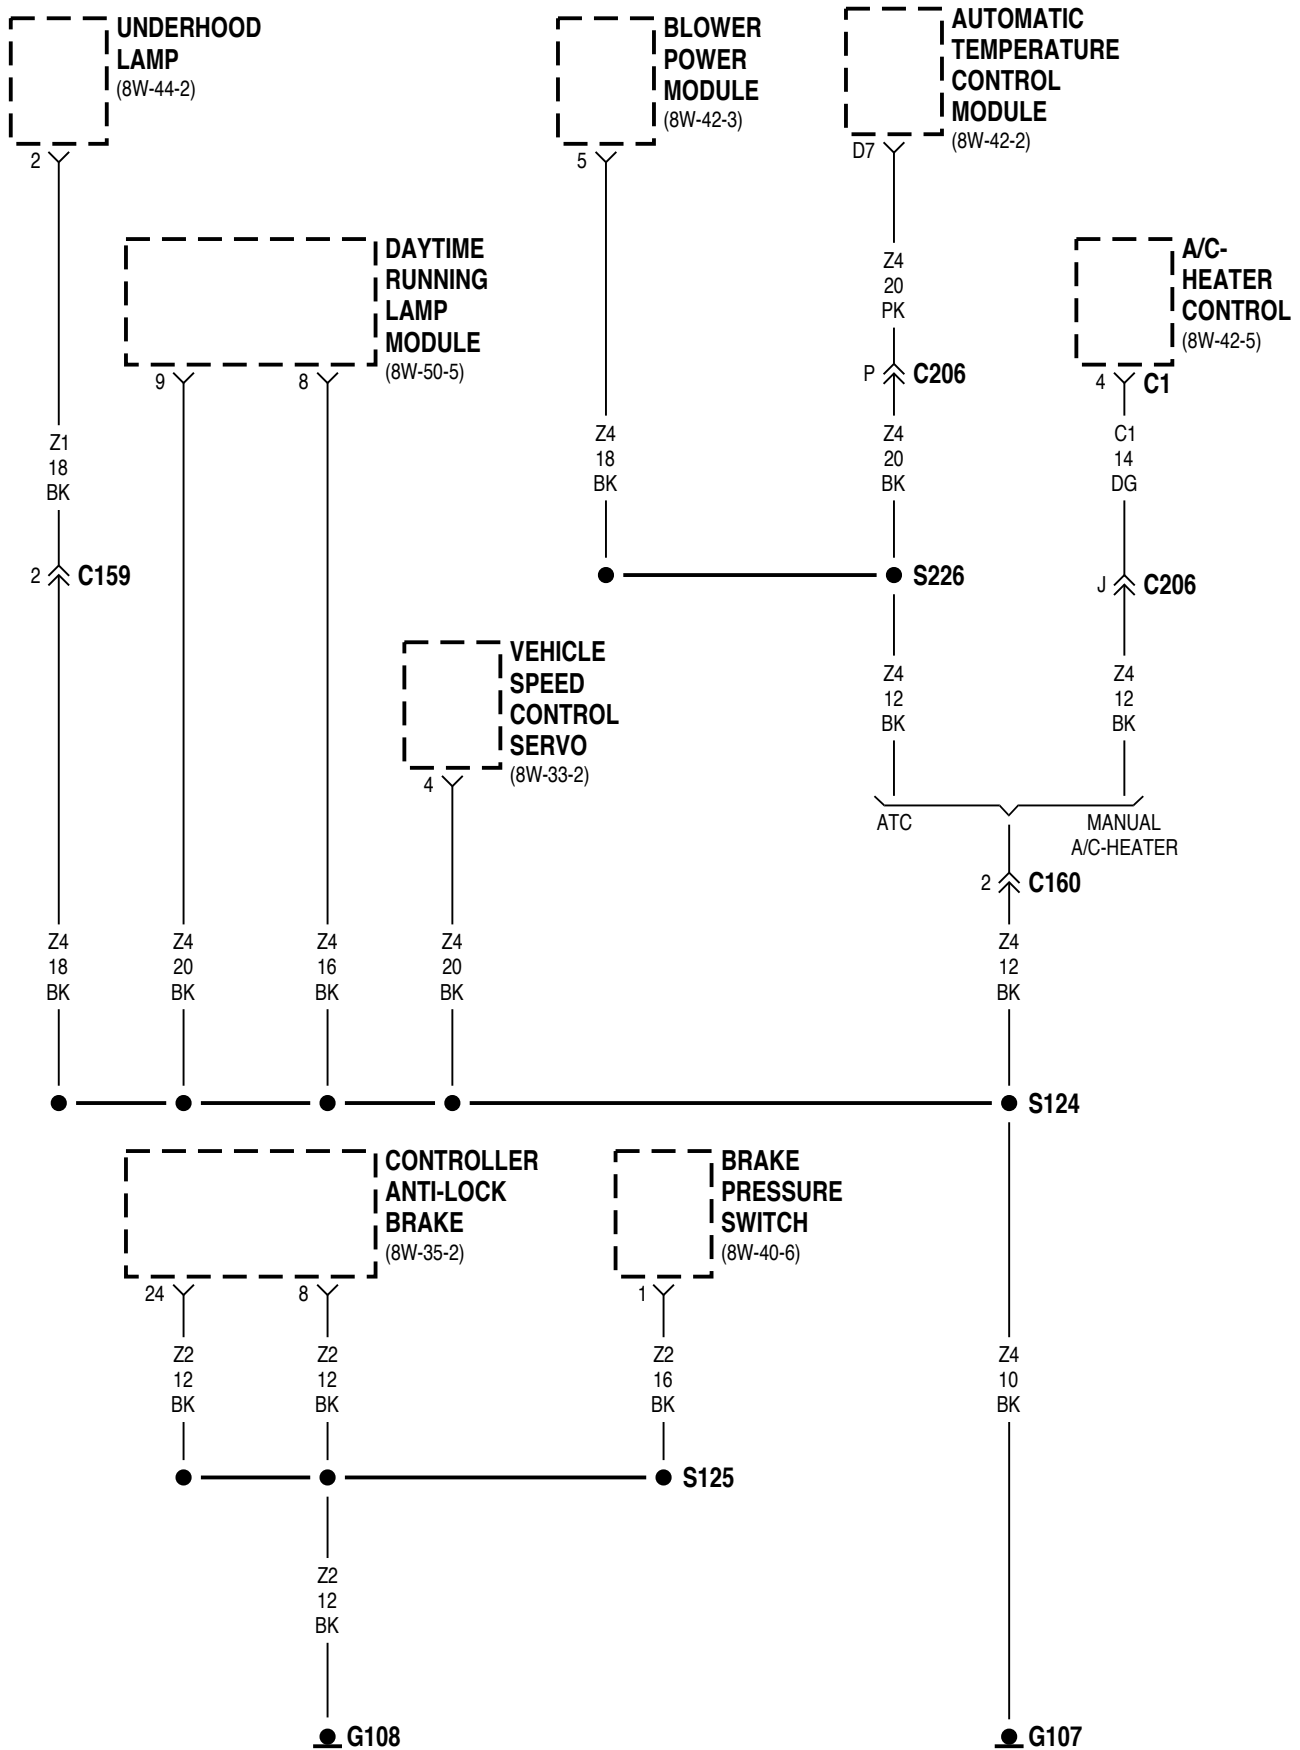 UNDERHOOD
LAMP
(8W-44-2)
2
BLOWER
POWER
MODULE
(8W-42-3)
5
AUTOMATIC
TEMPERATURE
CONTROL
MODULE
(8W-42-2)
D7
DAYTIME
RUNNING
LAMP
MODULE
(8W-50-5)
9
8
Z4
20
PK
P
C206
A/C-
HEATER
CONTROL
(8W-42-5)
4
C1
Z1
18
BK
Z4
18
BK
Z4
20
BK
C1
14
DG
2
C159
S226
J
C206
VEHICLE
SPEED
CONTROL
SERVO
(8W-33-2)
4
Z4
12
BK
Z4
12
BK
ATC
MANUAL
A/C-HEATER
2
C160
Z4
18
BK
Z4
20
BK
Z4
16
BK
Z4
20
BK
Z4
12
BK
S124
CONTROLLER
ANTI-LOCK
BRAKE
(8W-35-2)
24
8
BRAKE
PRESSURE
SWITCH
(8W-40-6)
1
Z2
12
BK
Z2
12
BK
Z2
16
BK
Z4
10
BK
S125
Z2
12
BK
G108
G107